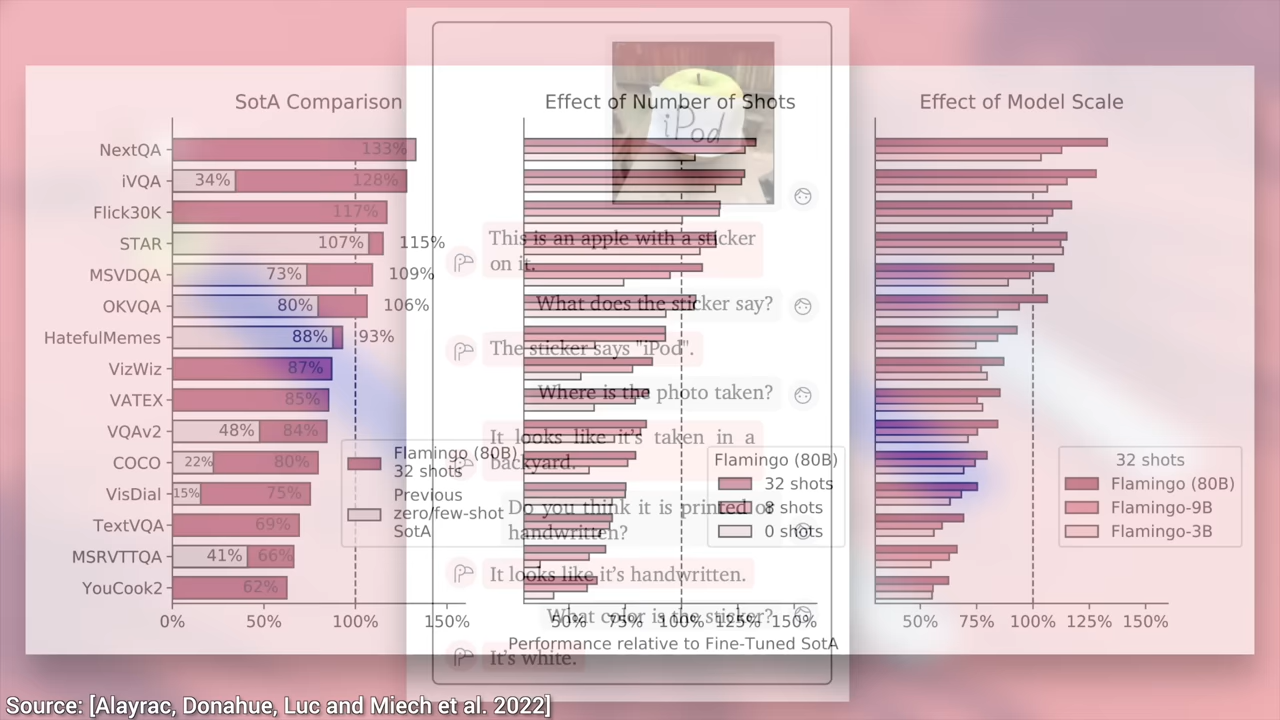 SotA Comparison
NextQA
133%
iVQA
34%
128%
Flick30K
117%
STAR
107%
115%
MSVDQA
73%
109%
OKVQA
80%
106%
HatefulMemes
88%
93%
VizWiz
87%
VATEX
85%
VQAv2
48%
84%
COCO
22%
80%
VisDial
15%
75%
TextVQA
69%
MSRVTTQA
41%
66%
YouCook2
62%
0%
50%
100%
150%
Flamingo (80B)
32 shots
Previous
zero/few-shot
SotA
Effect of Number of Shots
Flamingo (80B)
32 shots
8 shots
0 shots
50%
75%
100%
125%
150%
Performance relative to Fine-Tuned SotA
iPod
This is an apple with a sticker
on it.
What does the sticker say?
The sticker says "iPod".
Where is the photo taken?
It looks like it's taken in a
backyard.
Do you think it is printed or
handwritten?
It looks like it's handwritten.
What color is the sticker?
It's white.
Effect of Model Scale
32 shots
Flamingo (80B)
Flamingo-9B
Flamingo-3B
50%
75%
100%
125%
150%
Source: [Alayrac, Donahue, Luc and Miech et al. 2022]